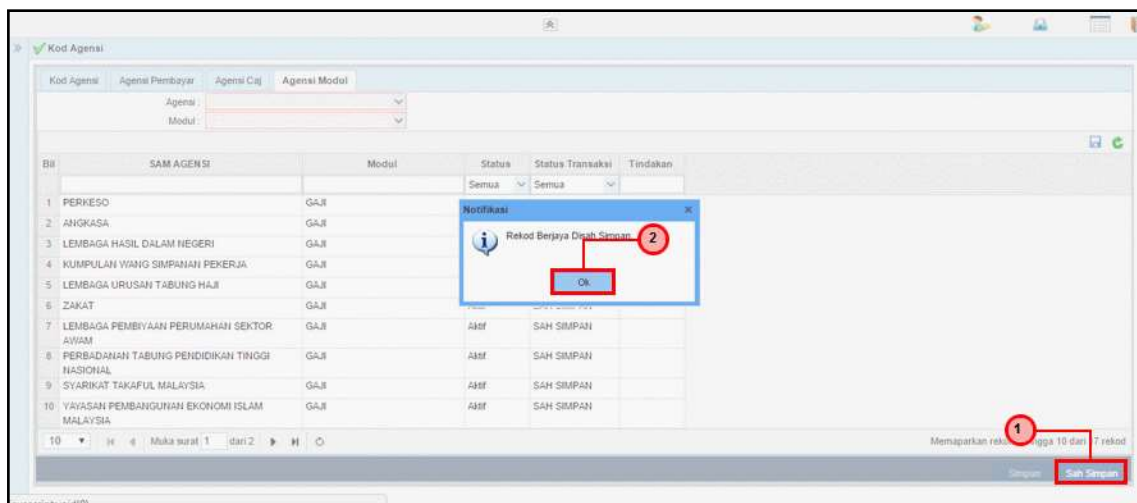 Kod Agensi
Kod Agensi Agensi Pembayar Agensi Caj Agensi Modul
Agensi :
Modul :
Bil SAM AGENSI Modul Status Status Transaksi Tindakan
Semua Semua
1 PERKESO GAJI
2 ANGKASA GAJI
3 LEMBAGA HASIL DALAM NEGERI GAJI
4 KUMPULAN WANG SIMPANAN PEKERJA GAJI
5 LEMBAGA URUSAN TABUNG HAJI GAJI
6 ZAKAT GAJI
7 LEMBAGA PEMBIYAAN PERUMAHAN SEKTOR AWAM GAJI Aktif SAH SIMPAN
8 PERBADANAN TABUNG PENDIDIKAN TINGGI NASIONAL GAJI Aktif SAH SIMPAN
9 SYARIKAT TAKAFUL MALAYSIA GAJI Aktif SAH SIMPAN
10 YAYASAN PEMBANGUNAN EKONOMI ISLAM MALAYSIA GAJI Aktif SAH SIMPAN
Notifikasi
Rekod Berjaya Disah Simpan
2
Ok
10 Muka surat 1 dari 2
Memaparkan 10 dari rekod
1
Simpan Sah Simpan